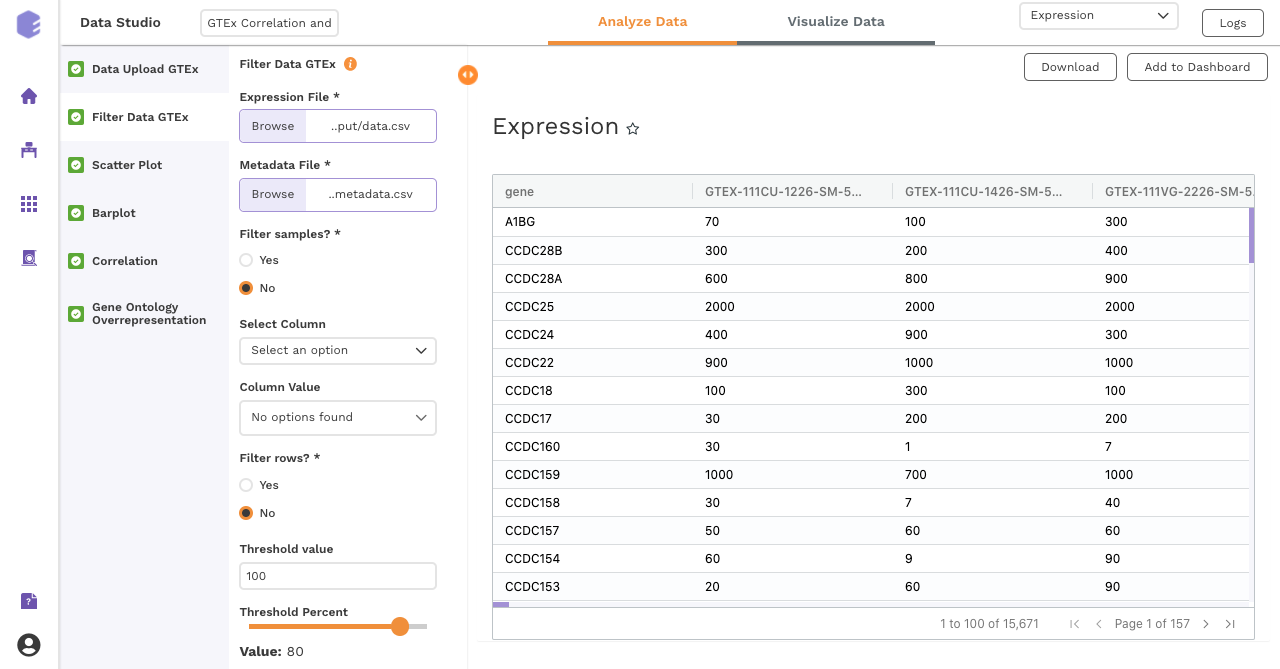 Data Studio
GTEx Correlation and
Analyze Data
Visualize Data
Expression
Logs
Data Upload GTEx
Filter Data GTEx
Scatter Plot
Barplot
Correlation
Gene Ontology
Overrepresentation
Filter Data GTEx
i
Expression File *
Browse ..put/data.csv
Metadata File *
Browse ..metadata.csv
Filter samples? *
Yes
No
Select Column
Select an option
Column Value
No options found
Filter rows? *
Yes
No
Threshold value
100
Threshold Percent
Value: 80
Download
Add to Dashboard
Expression
gene GTEX-111CU-1226-SM-5... GTEX-111CU-1426-SM-5... GTEX-111VG-2226-SM-5.
A1BG 70 100 300
CCDC28B 300 200 400
CCDC28A 600 800 900
CCDC25 2000 2000 2000
CCDC24 400 900 300
CCDC22 900 1000 1000
CCDC18 100 300 100
CCDC17 30 200 200
CCDC160 30 1 7
CCDC159 1000 700 1000
CCDC158 30 7 40
CCDC157 50 60 60
CCDC154 60 9 90
CCDC153 20 60 90
1 to 100 of 15,671 Page 1 of 157
?